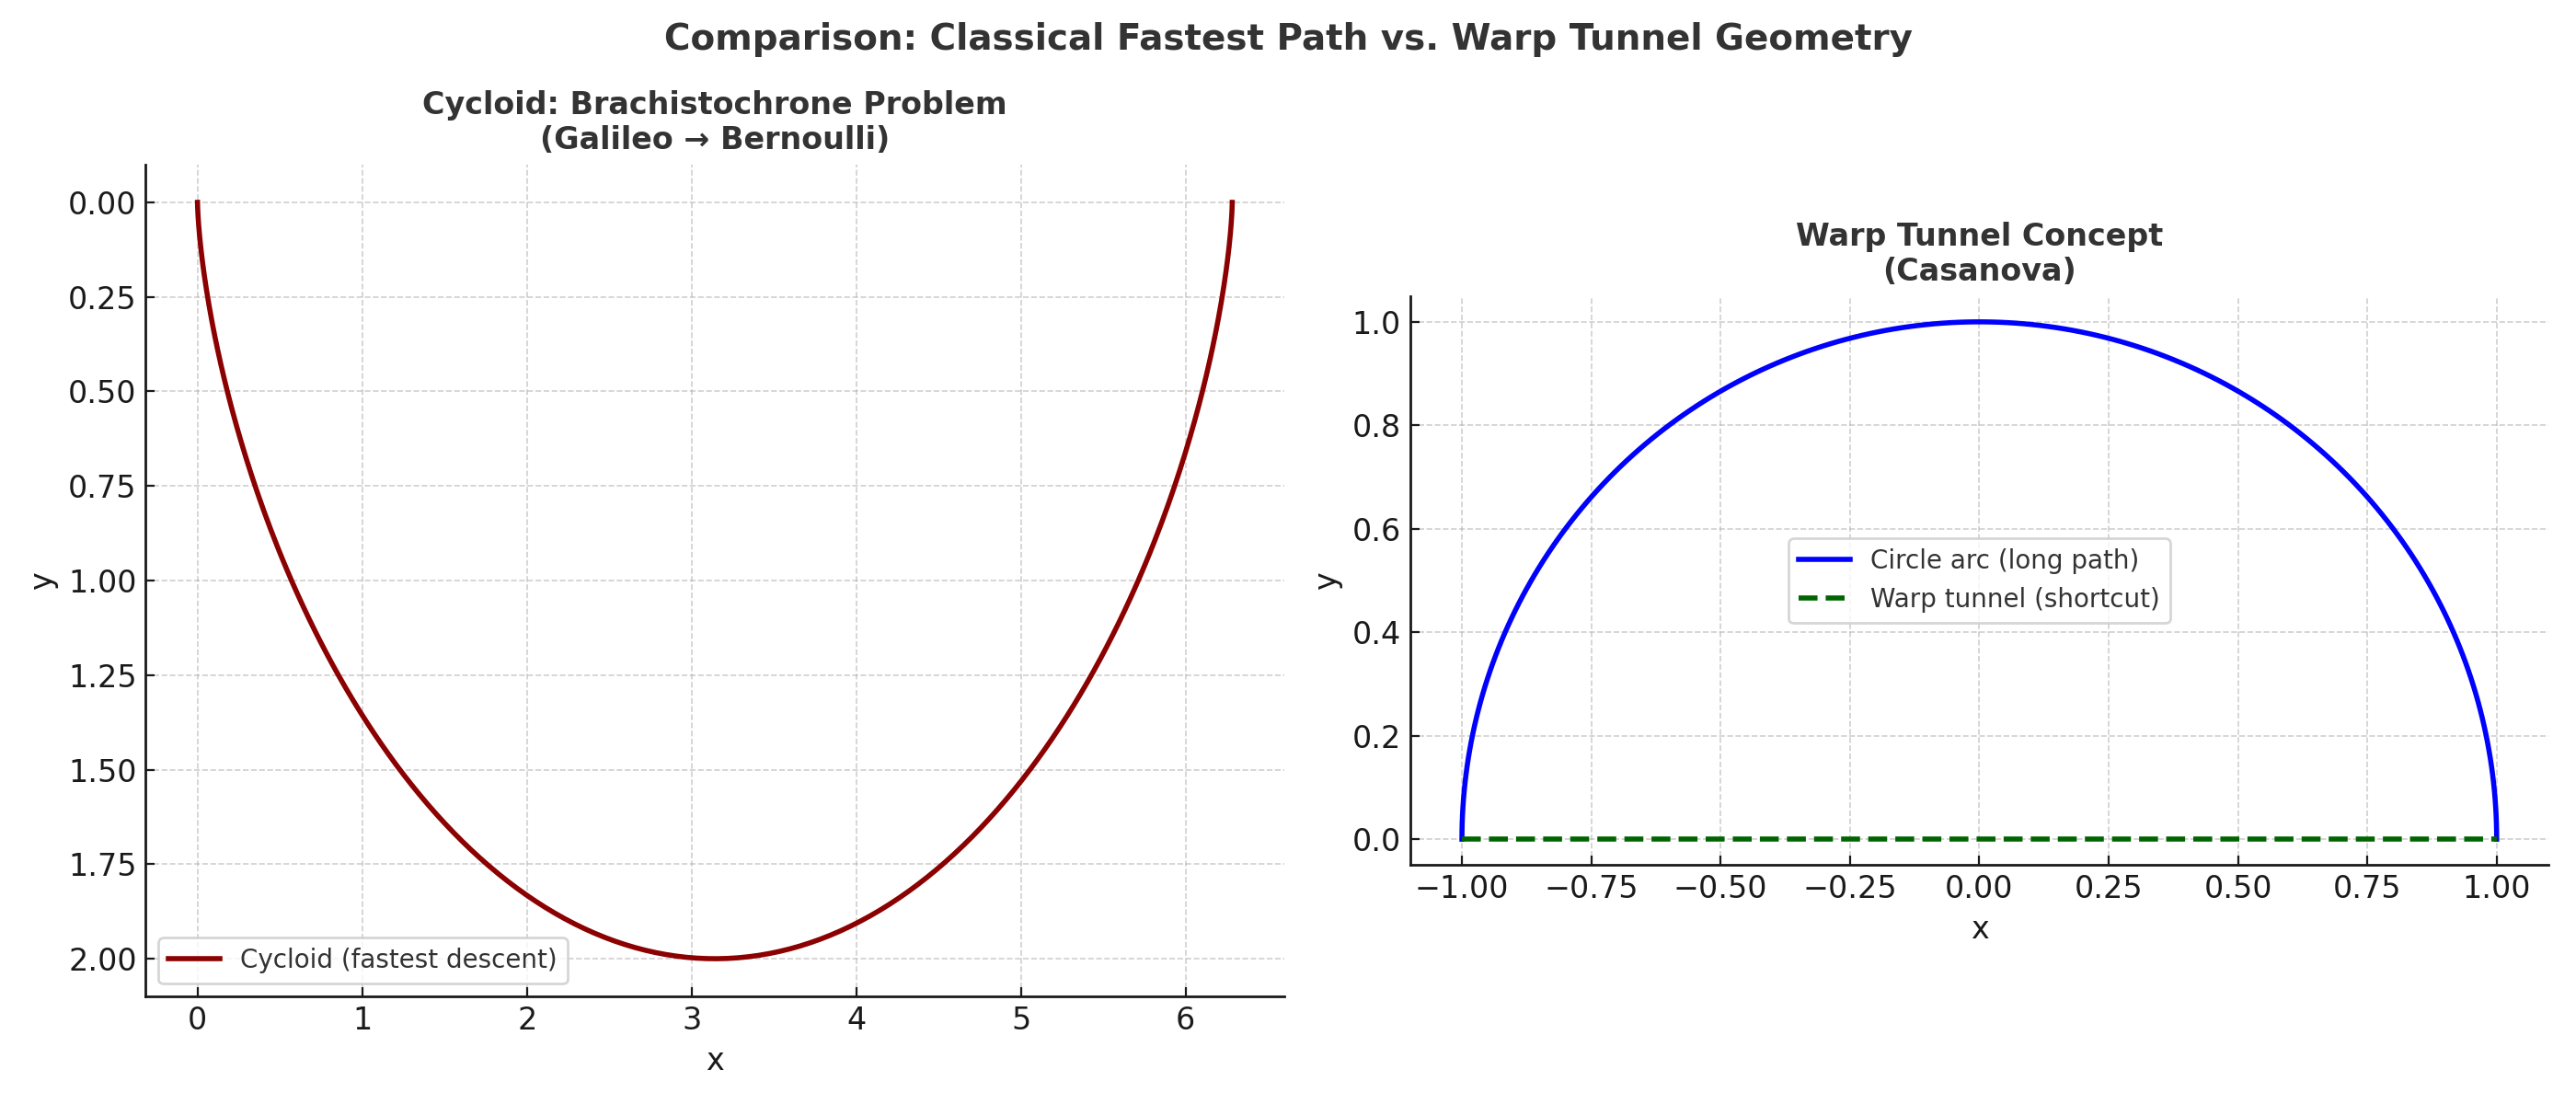 Comparison: Classical Fastest Path vs. Warp Tunnel Geometry
Cycloid: Brachistochrone Problem
(Galileo → Bernoulli)
0.00
0.25
0.50
0.75
1.00
1.25
1.50
1.75
2.00
y
Cycloid (fastest descent)
0 1 2 3 4 5 6
x
Warp Tunnel Concept
(Casanova)
1.0
0.8
0.6
0.4
0.2
0.0
y
Circle arc (long path)
Warp tunnel (shortcut)
−1.00 −0.75 −0.50 −0.25 0.00 0.25 0.50 0.75 1.00
x